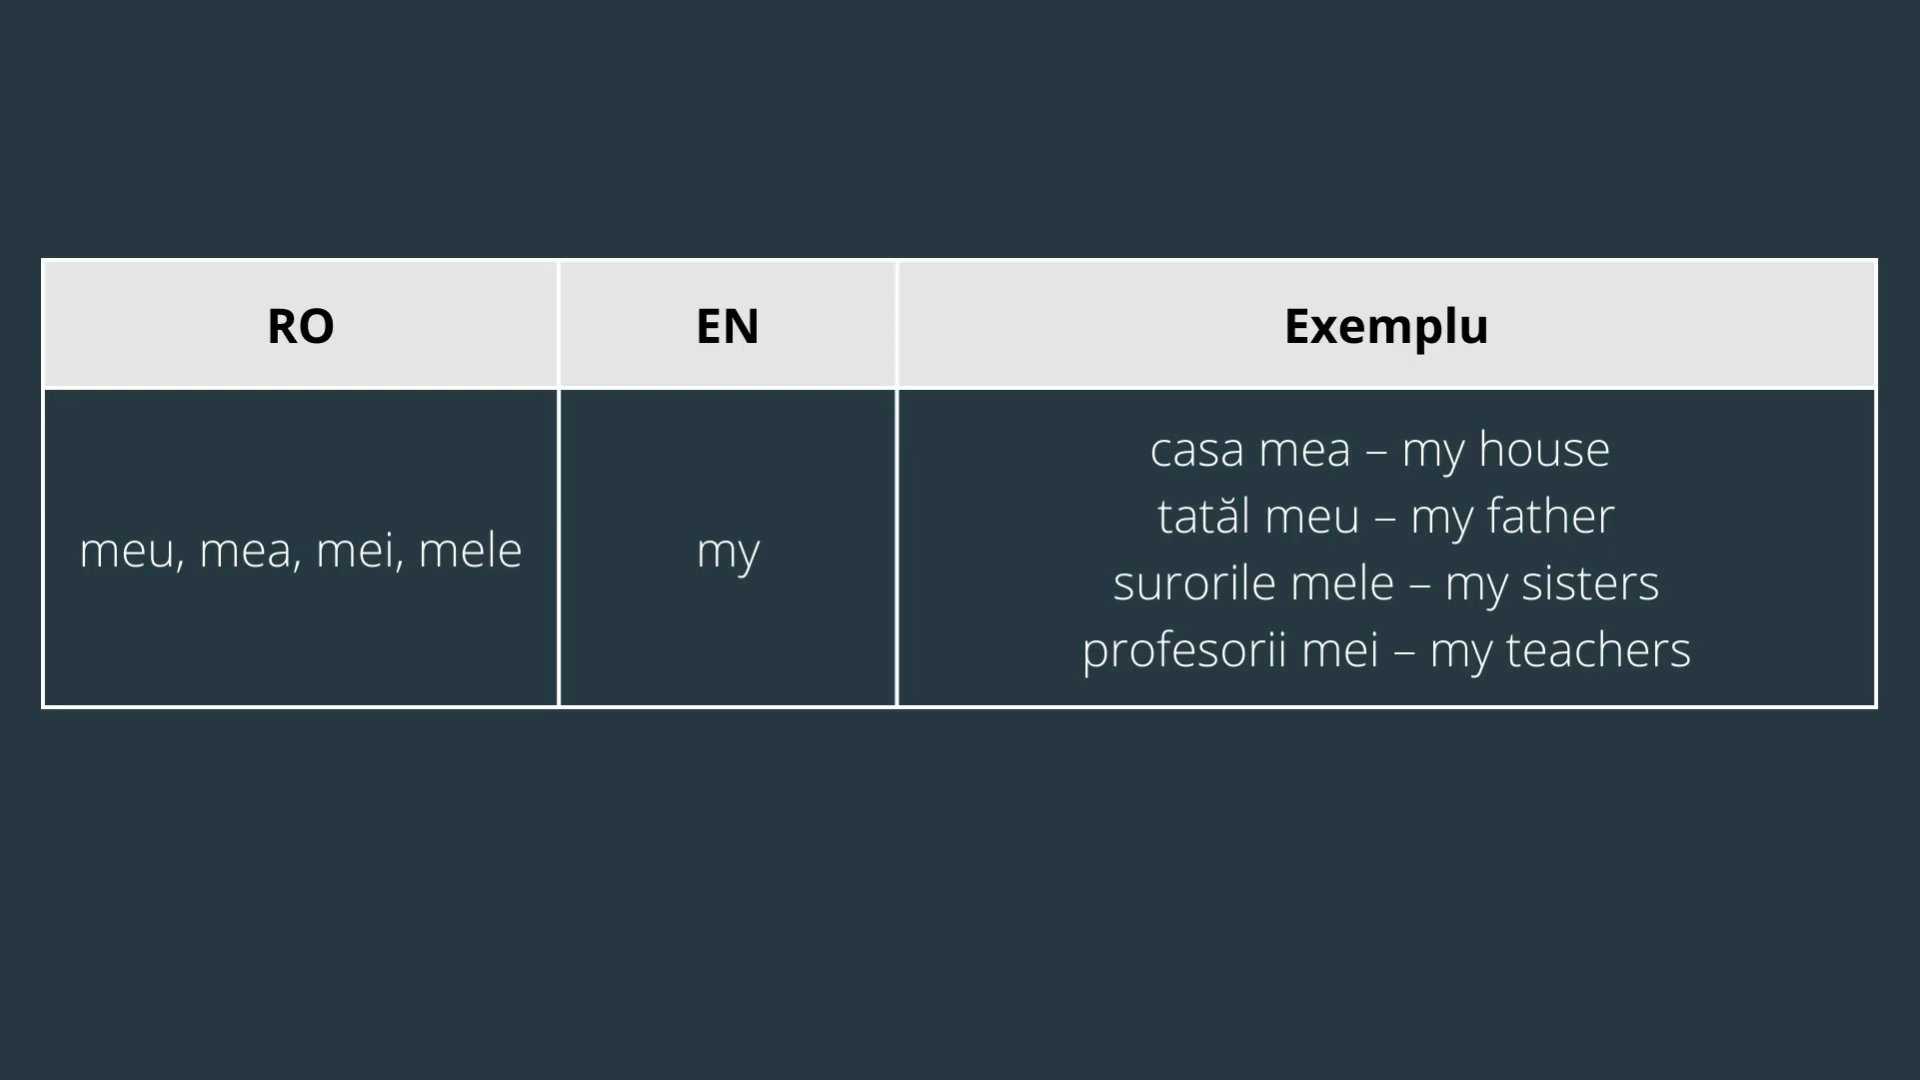 RO
EN
Exemplu
meu, mea, mei, mele
my
casa mea – my house
tatăl meu – my father
surorile mele – my sisters
profesorii mei – my teachers